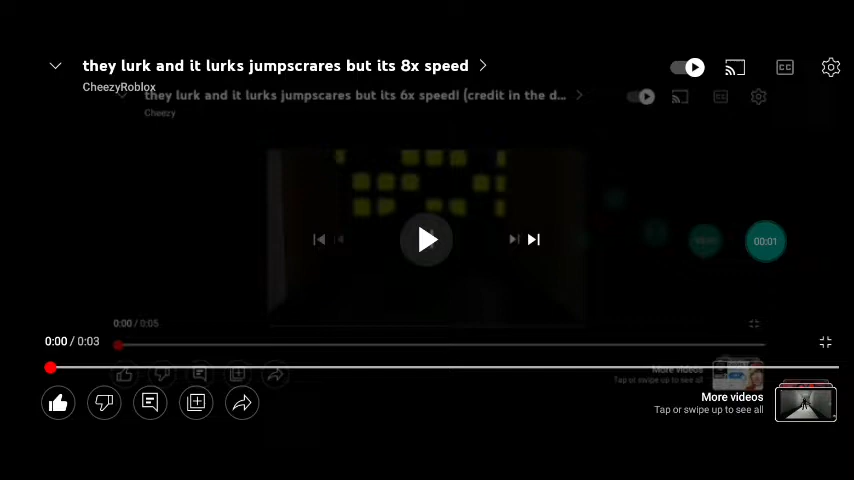 they lurk and it lurks jumpscrares but its 8x speed
CheezyRoblox
CC
they lurk and it lurks jumpscares but its 6x speed! (credit in the d...
Cheezy
00:01
0:00 / 0:05
0:00 / 0:03
More videos
Tap or swipe up to see all
More videos
Tap or swipe up to see all